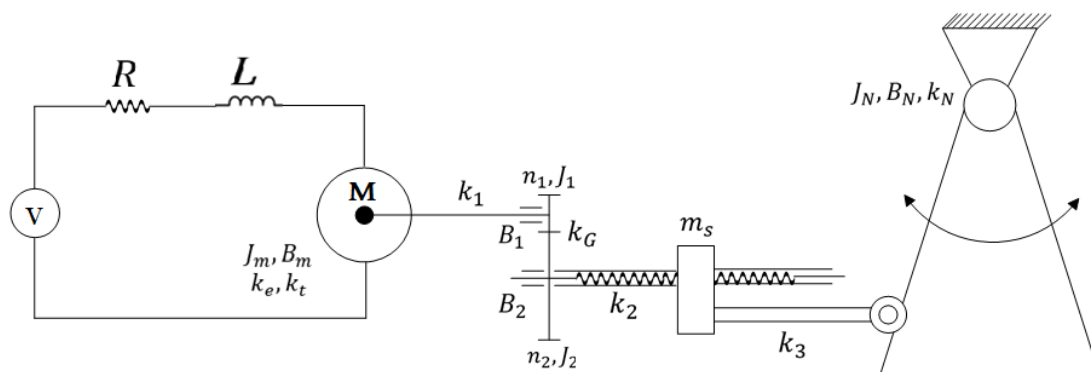 R
L
V
M
J_m, B_m
k_e, k_t
k_1
n_1, J_1
B_1
k_G
B_2
n_2, J_2
k_2
m_s
k_3
J_N, B_N, k_N